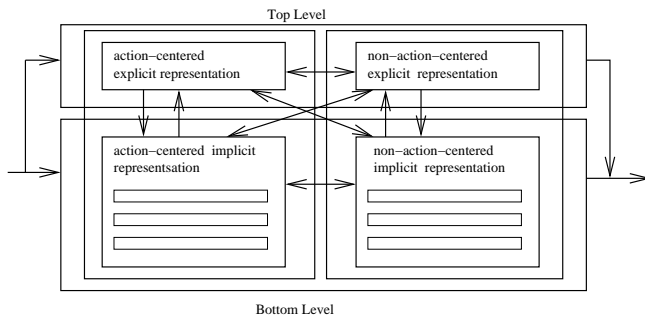 Top Level
action−centered
explicit representation
non−action−centered
explicit representation
action−centered implicit
representsation
non−action−centered
implicit representation
Bottom Level